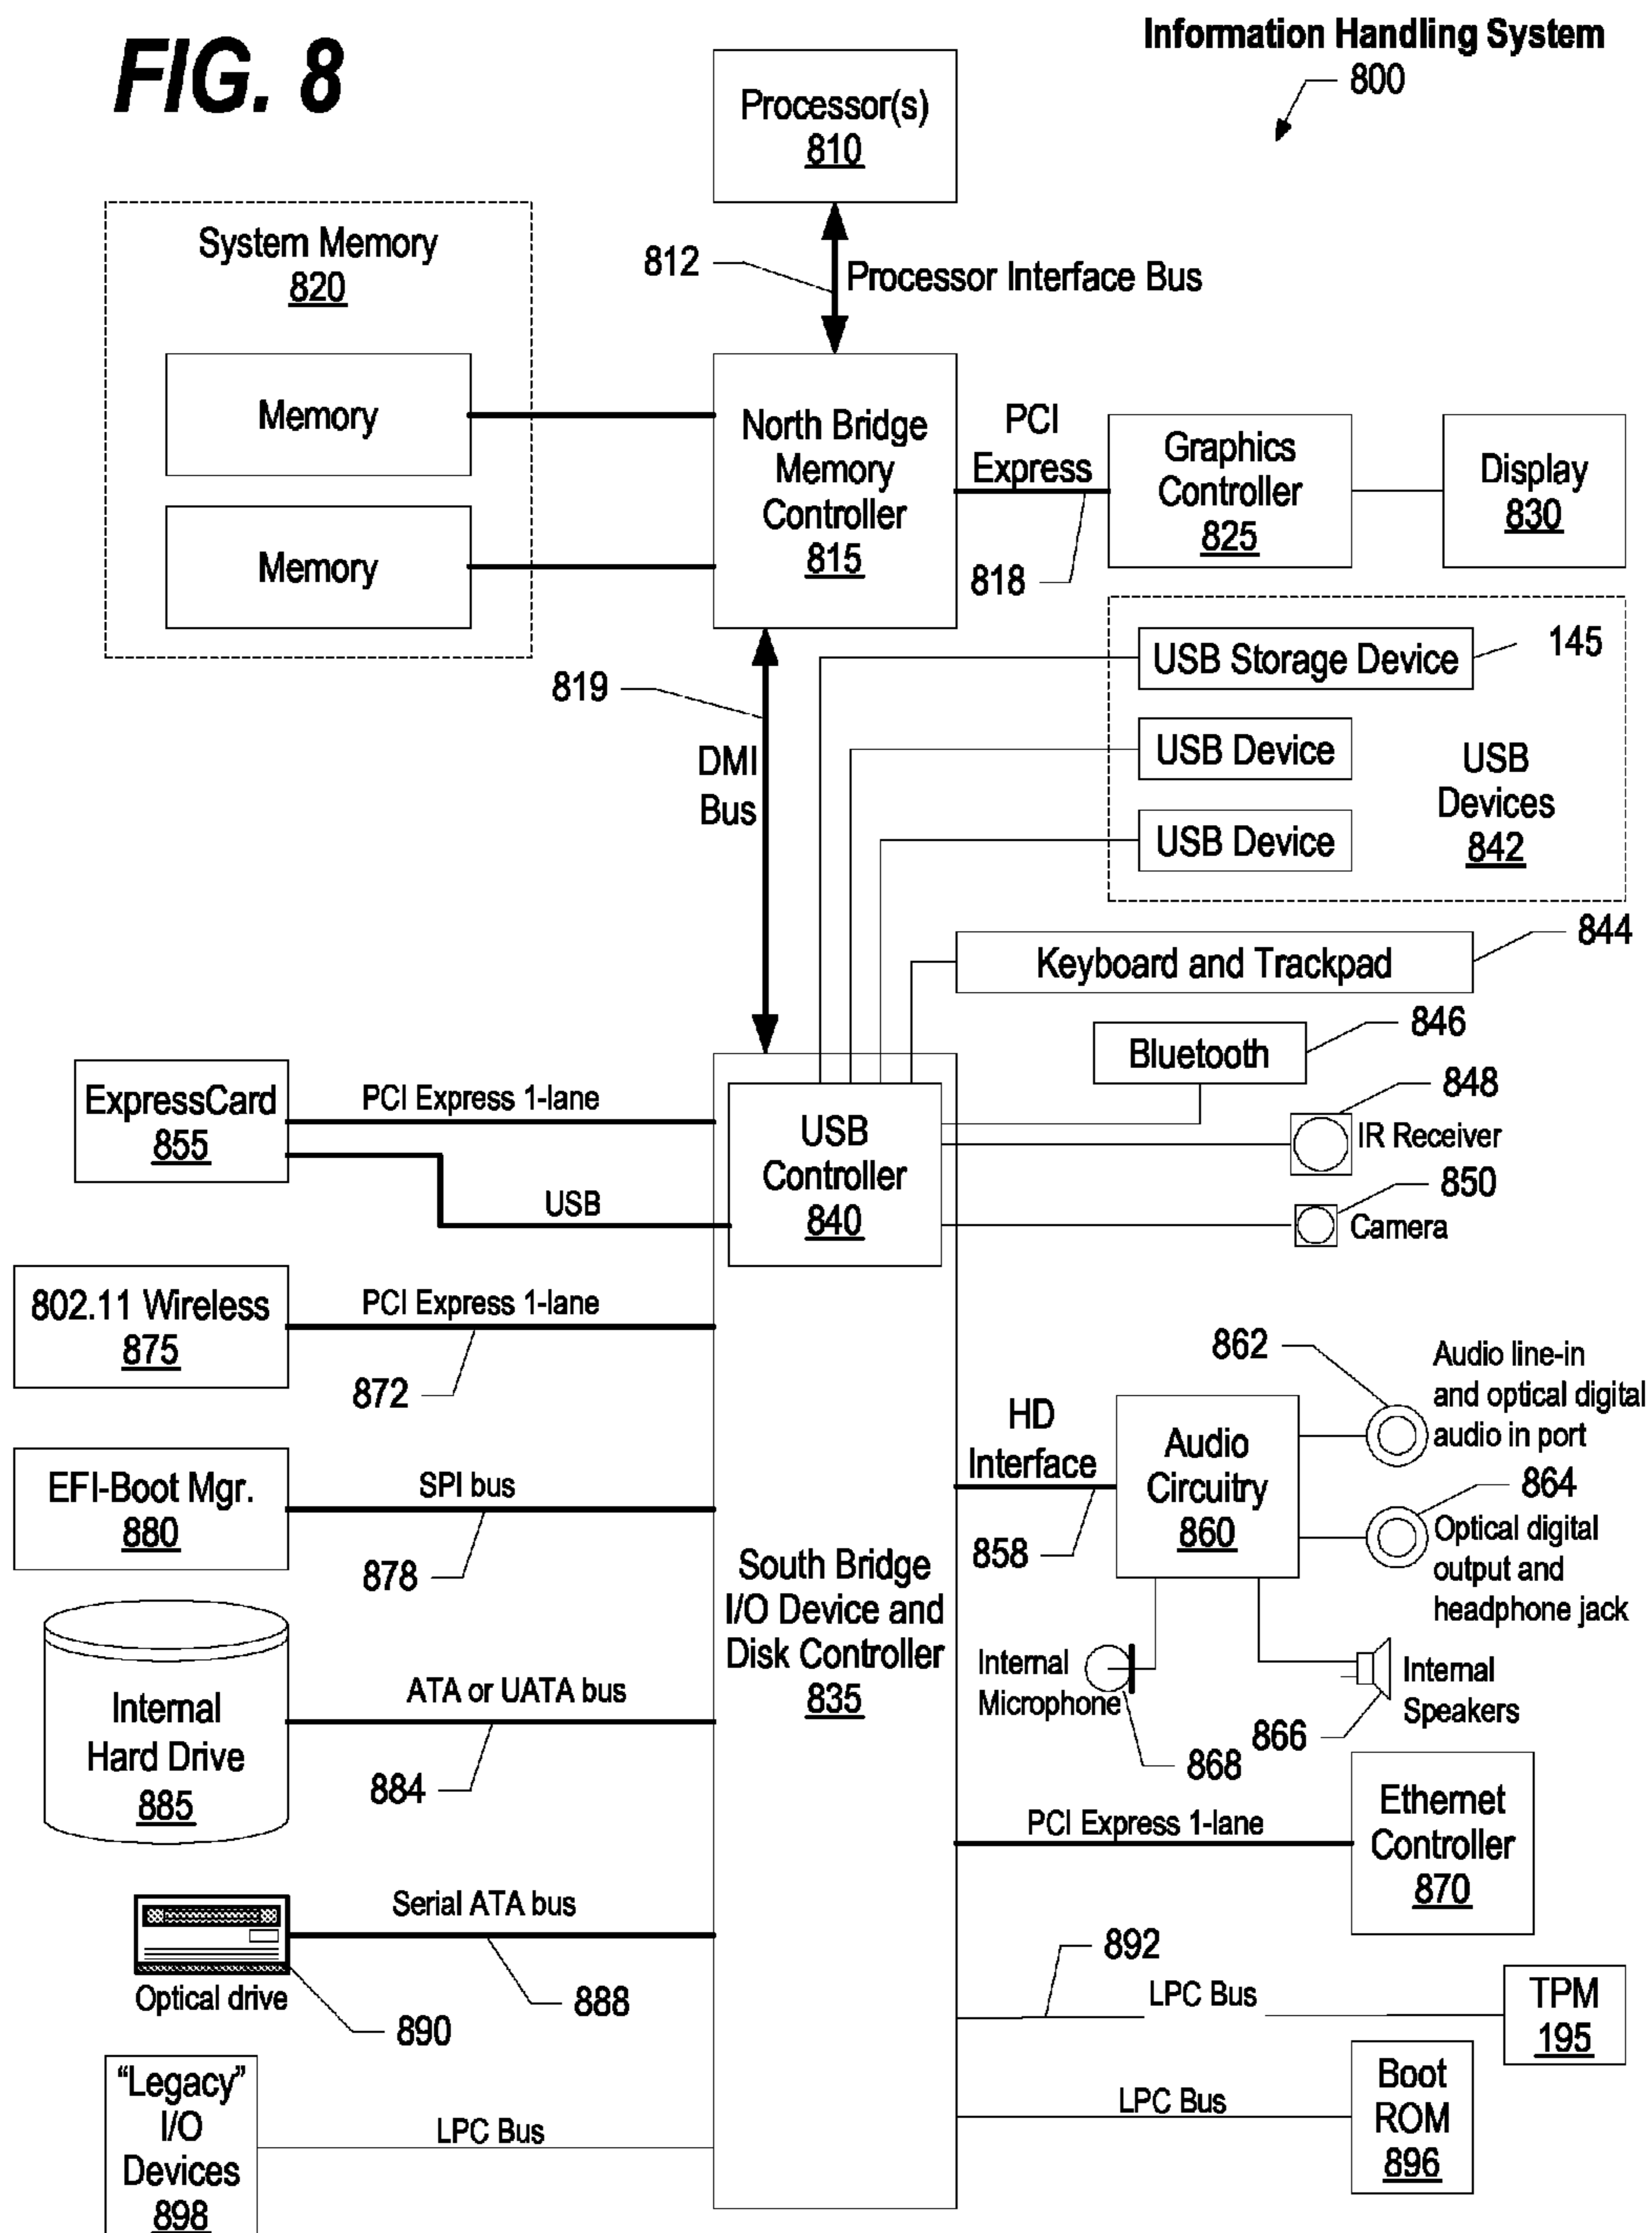 FIG. 8
Information Handling System
800
Processor(s)
810
System Memory
820
812
Processor Interface Bus
Memory
Memory
North Bridge
Memory
Controller
815
PCI
Express
818
Graphics
Controller
825
Display
830
819
DMI
Bus
USB Storage Device
145
USB Device
USB Device
USB
Devices
842
844
Keyboard and Trackpad
846
Bluetooth
848
IR Receiver
850
Camera
ExpressCard
855
PCI Express 1-lane
USB
USB
Controller
840
802.11 Wireless
875
PCI Express 1-lane
872
EFI-Boot Mgr.
880
SPI bus
878
862
Audio line-in
and optical digital
audio in port
HD
Interface
858
Audio
Circuitry
860
864
Optical digital
output and
headphone jack
South Bridge
I/O Device and
Disk Controller
835
Internal
Microphone
868
Internal
Speakers
866
Internal
Hard Drive
885
ATA or UATA bus
884
PCI Express 1-lane
Ethernet
Controller
870
Serial ATA bus
888
Optical drive
890
892
LPC Bus
TPM
195
LPC Bus
Boot
ROM
896
“Legacy”
I/O
Devices
898
LPC Bus